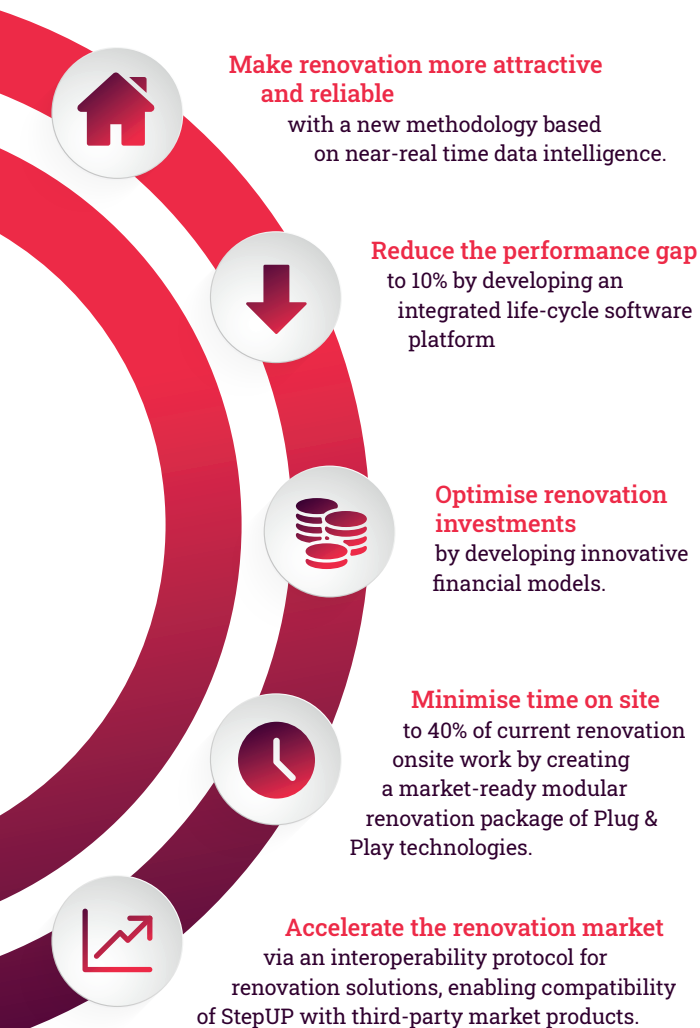 Make renovation more attractive
and reliable
with a new methodology based
on near-real time data intelligence.
Reduce the performance gap
to 10% by developing an
integrated life-cycle software
platform
Optimise renovation
investments
by developing innovative
financial models.
Minimise time on site
to 40% of current renovation
onsite work by creating
a market-ready modular
renovation package of Plug &
Play technologies.
Accelerate the renovation market
via an interoperability protocol for
renovation solutions, enabling compatibility
of StepUP with third-party market products.